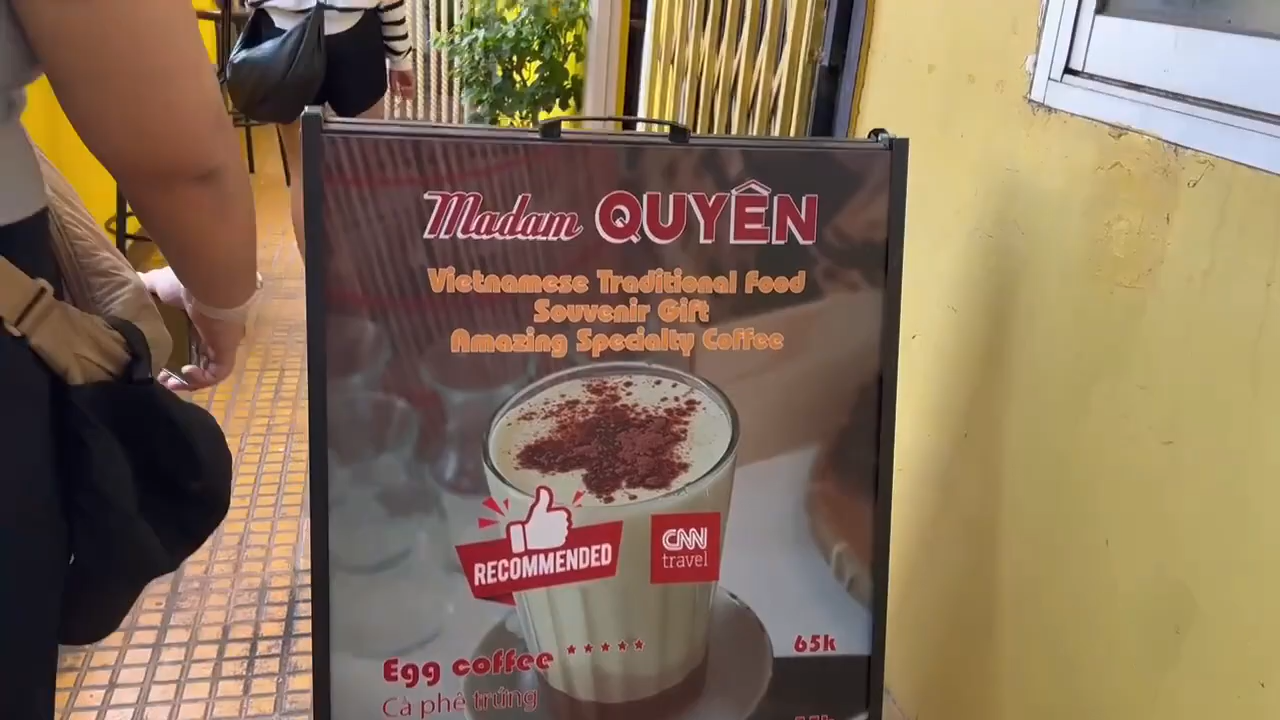 Madam QUYÊN
Vietnamese Traditional Food
Souvenir Gift
Amazing Specialty Coffee
RECOMMENDED
CNN
travel
Egg coffee
65k
Cà phê trứng